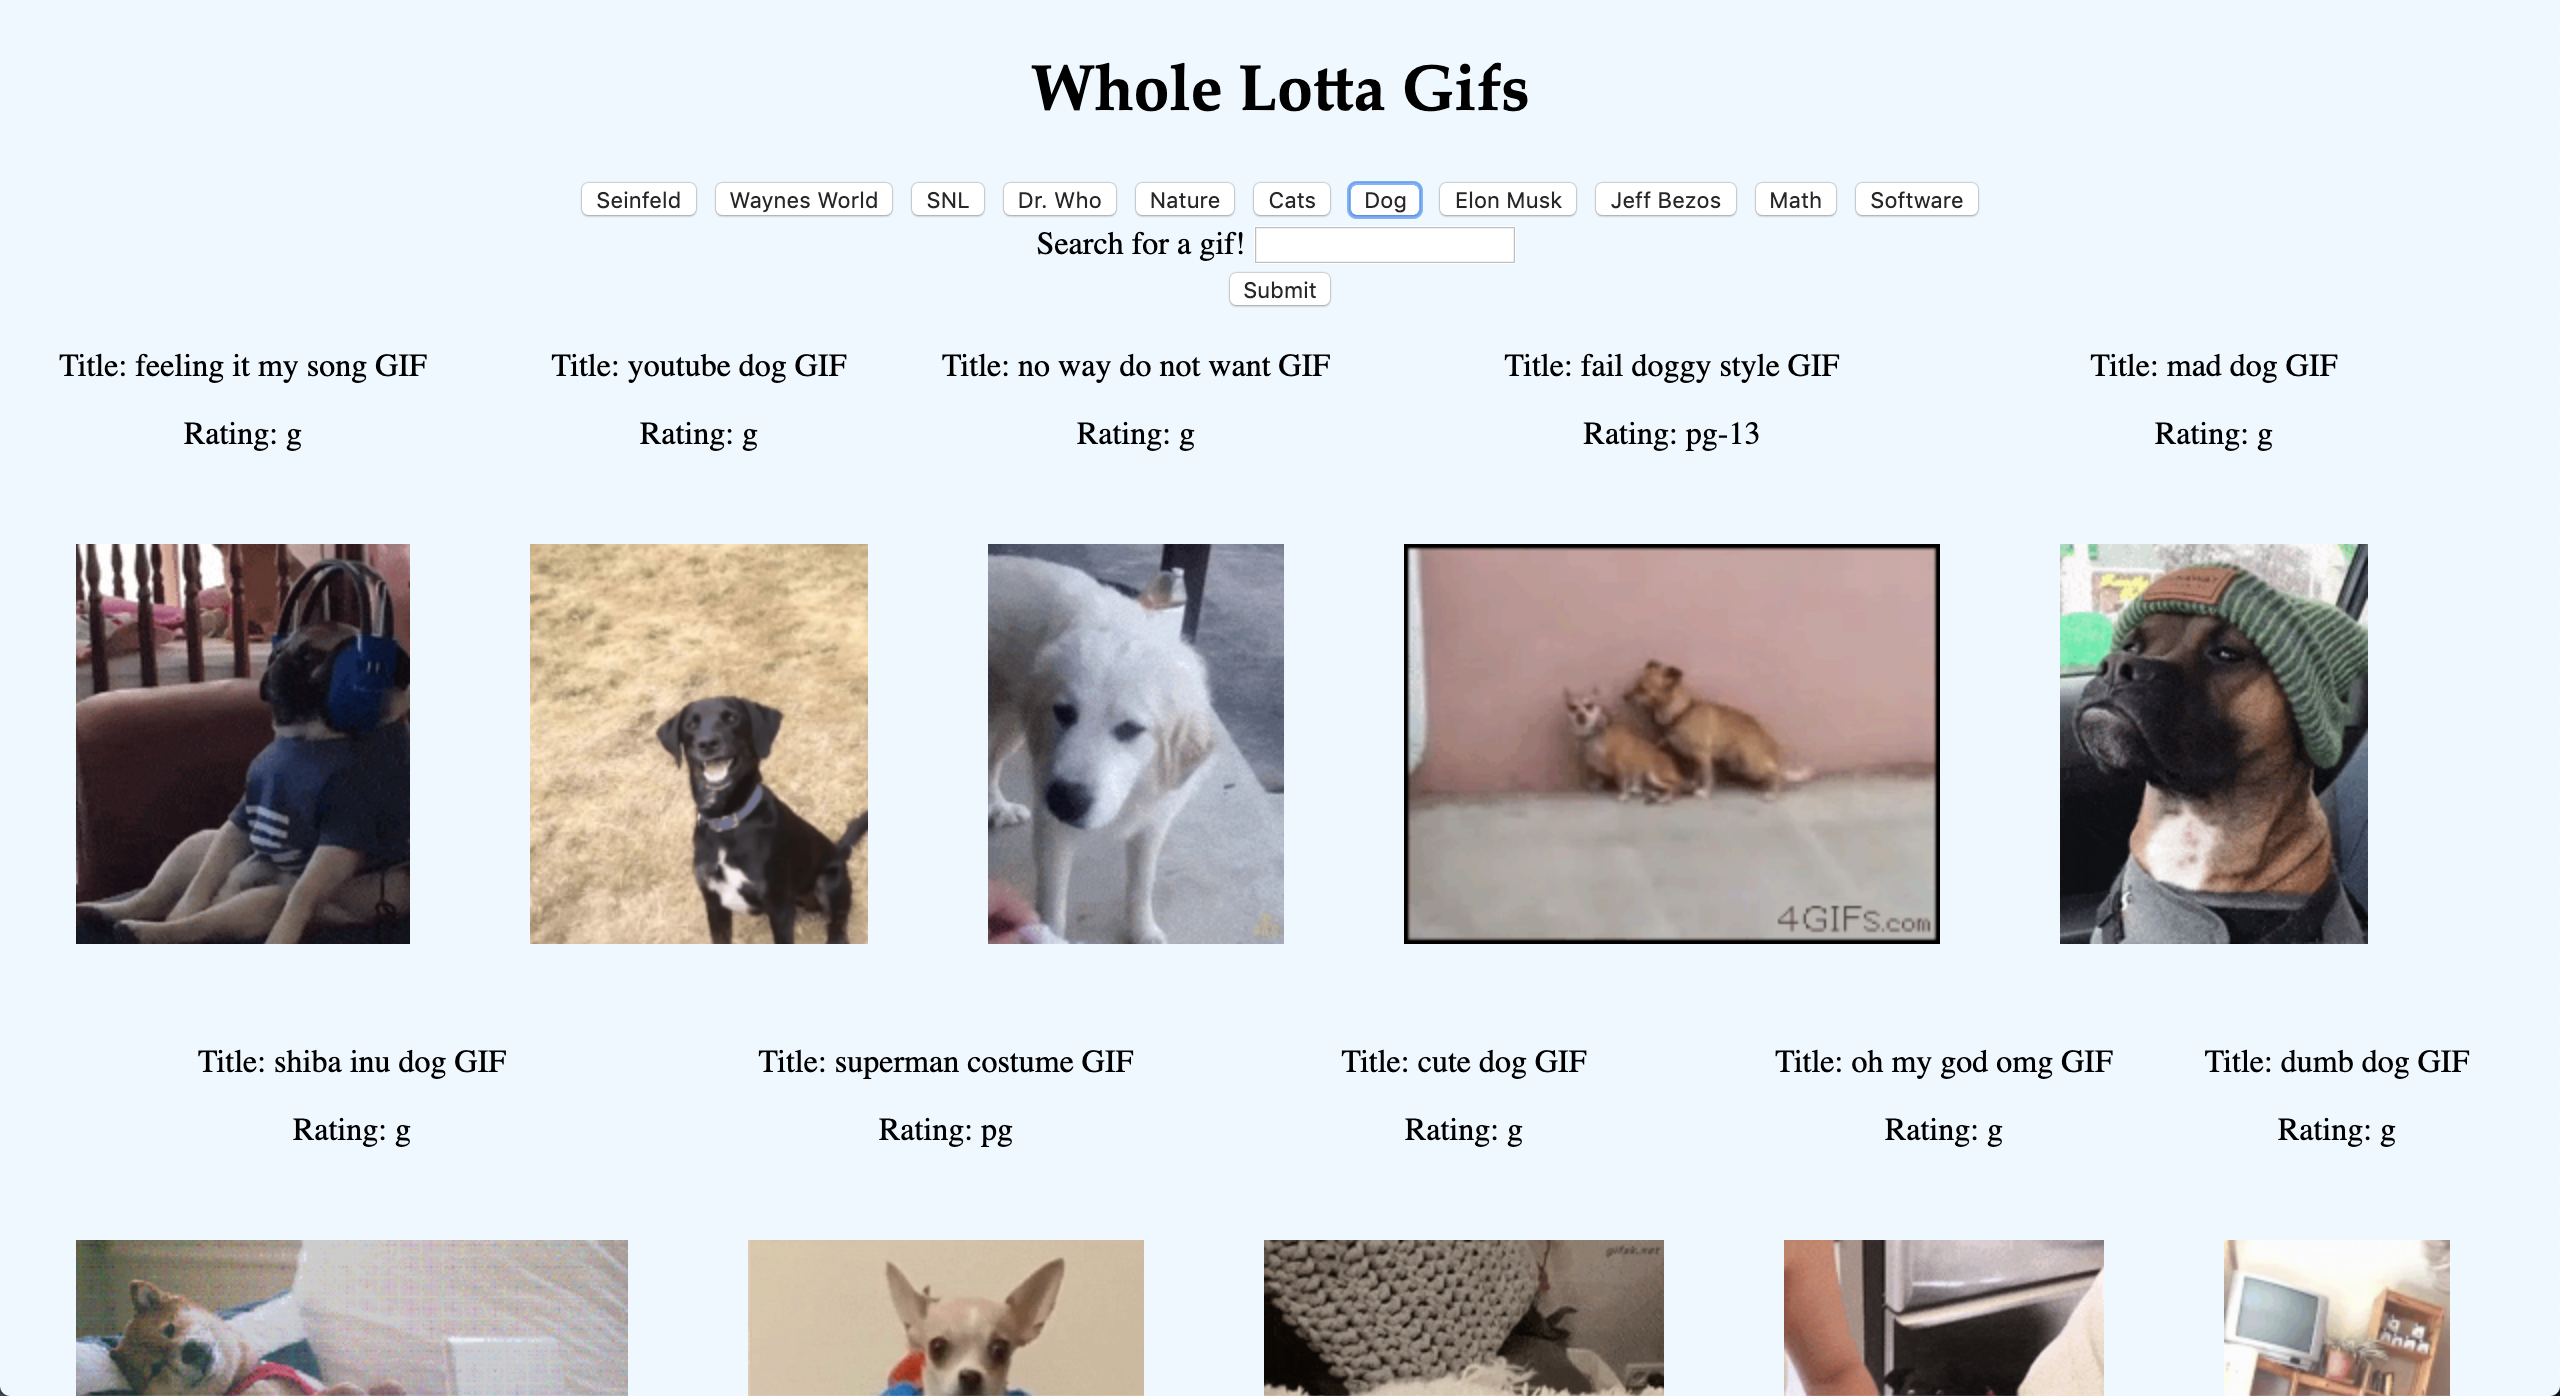 Whole Lotta Gifs
Seinfeld Waynes World SNL Dr. Who Nature Cats Dog Elon Musk Jeff Bezos Math Software
Search for a gif!
Submit
Title: feeling it my song GIF Title: youtube dog GIF Title: no way do not want GIF Title: fail doggy style GIF Title: mad dog GIF
Rating: g Rating: g Rating: g Rating: pg-13 Rating: g
4GIFs.com
Title: shiba inu dog GIF Title: superman costume GIF Title: cute dog GIF Title: oh my god omg GIF Title: dumb dog GIF
Rating: g Rating: pg Rating: g Rating: g Rating: g
gifak.net